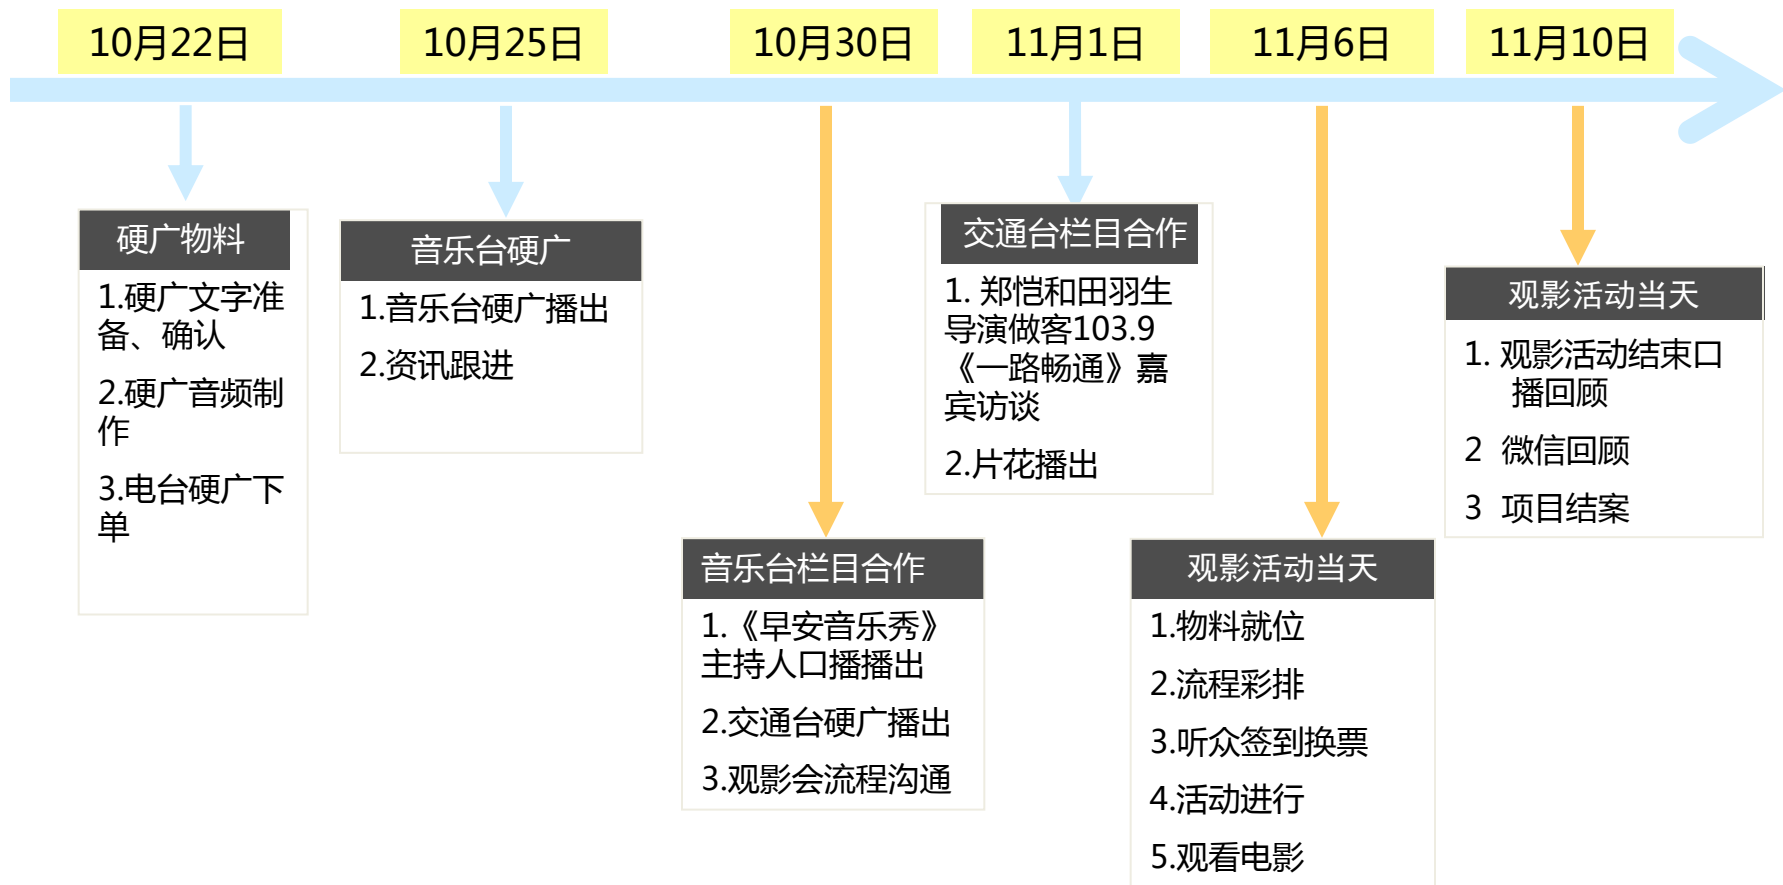 10月22日
10月25日
10月30日
11月1日
11月6日
11月10日
硬广物料
1.硬广文字准
备、确认
2.硬广音频制
作
3.电台硬广下
单
音乐台硬广
1.音乐台硬广播出
2.资讯跟进
音乐台栏目合作
1.《早安音乐秀》
主持人口播播出
2.交通台硬广播出
3.观影会流程沟通
交通台栏目合作
1. 郑恺和田羽生
导演做客103.9
《一路畅通》嘉
宾访谈
2.片花播出
观影活动当天
1.物料就位
2.流程彩排
3.听众签到换票
4.活动进行
5.观看电影
观影活动当天
1. 观影活动结束口
播回顾
2 微信回顾
3 项目结案